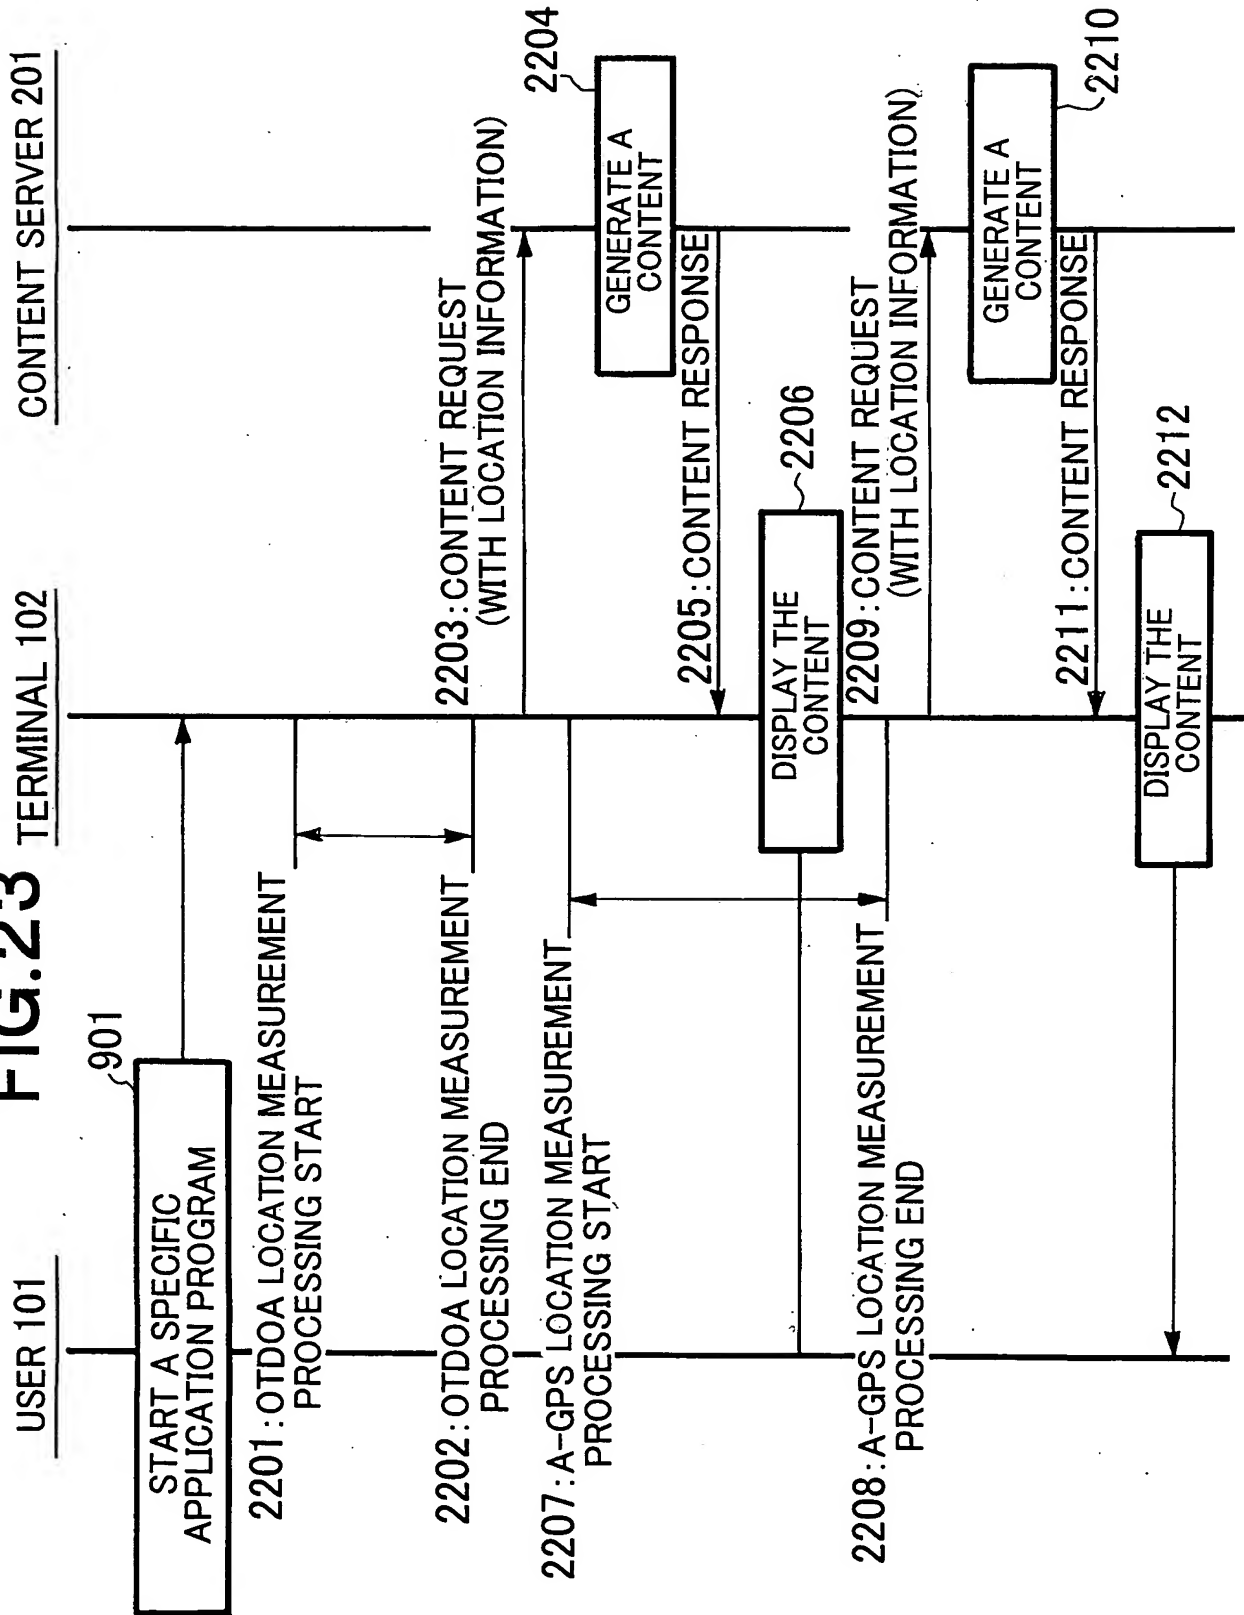 FIG.23
USER 101
TERMINAL 102
CONTENT SERVER 201
901
START A SPECIFIC
APPLICATION PROGRAM
2201:OTDOA LOCATION MEASUREMENT
PROCESSING START
2202:OTDOA LOCATION MEASUREMENT
PROCESSING END
2203:CONTENT REQUEST
(WITH LOCATION INFORMATION)
2204
GENERATE A
CONTENT
2207:A-GPS LOCATION MEASUREMENT
PROCESSING START
2205:CONTENT RESPONSE
2206
DISPLAY THE
CONTENT
2208:A-GPS LOCATION MEASUREMENT
PROCESSING END
2209:CONTENT REQUEST
(WITH LOCATION INFORMATION)
2210
GENERATE A
CONTENT
2211:CONTENT RESPONSE
2212
DISPLAY THE
CONTENT